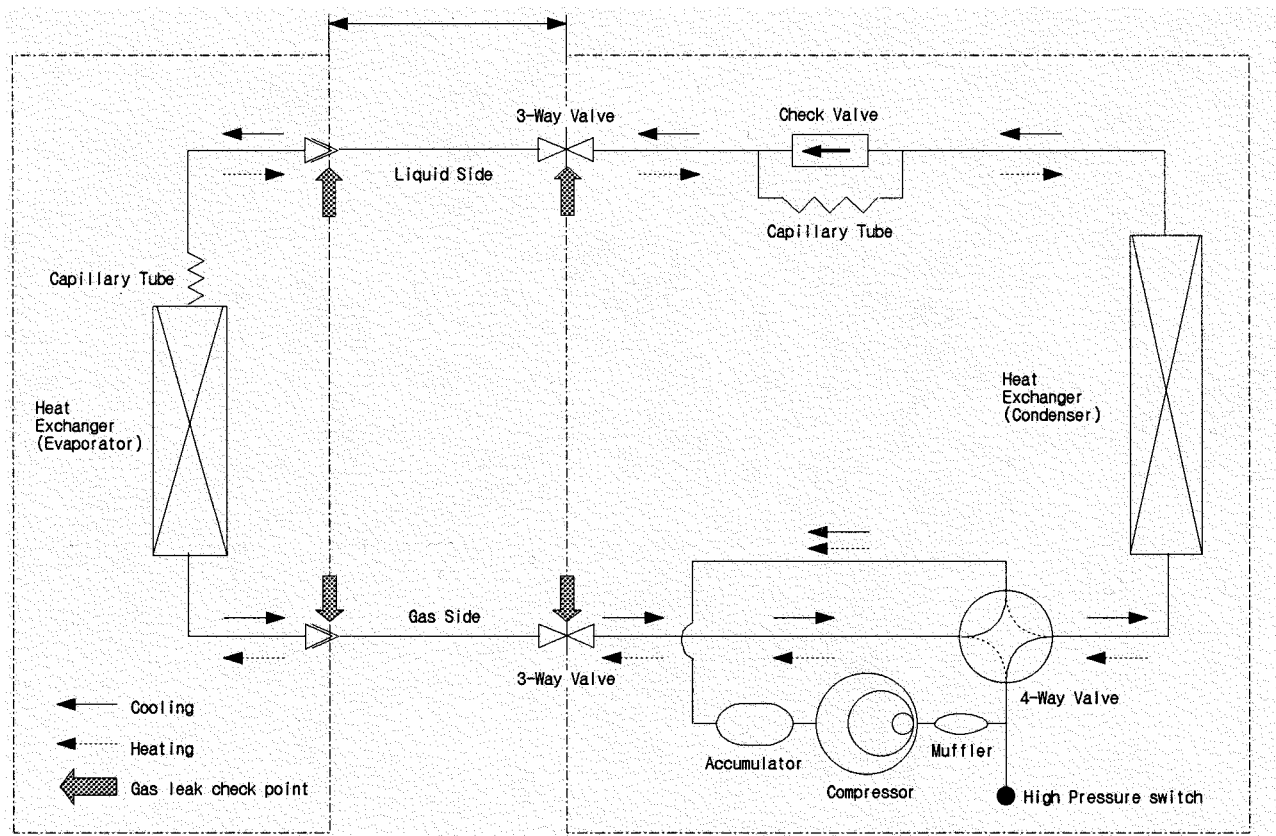 3-Way Valve
Check Valve
Liquid Side
Capillary Tube
Capillary Tube
Heat
Exchanger
(Evaporator)
Heat
Exchanger
(Condenser)
Gas Side
3-Way Valve
4-Way Valve
Cooling
Heating
Gas leak check point
Accumulator
Compressor
Muffler
High Pressure switch